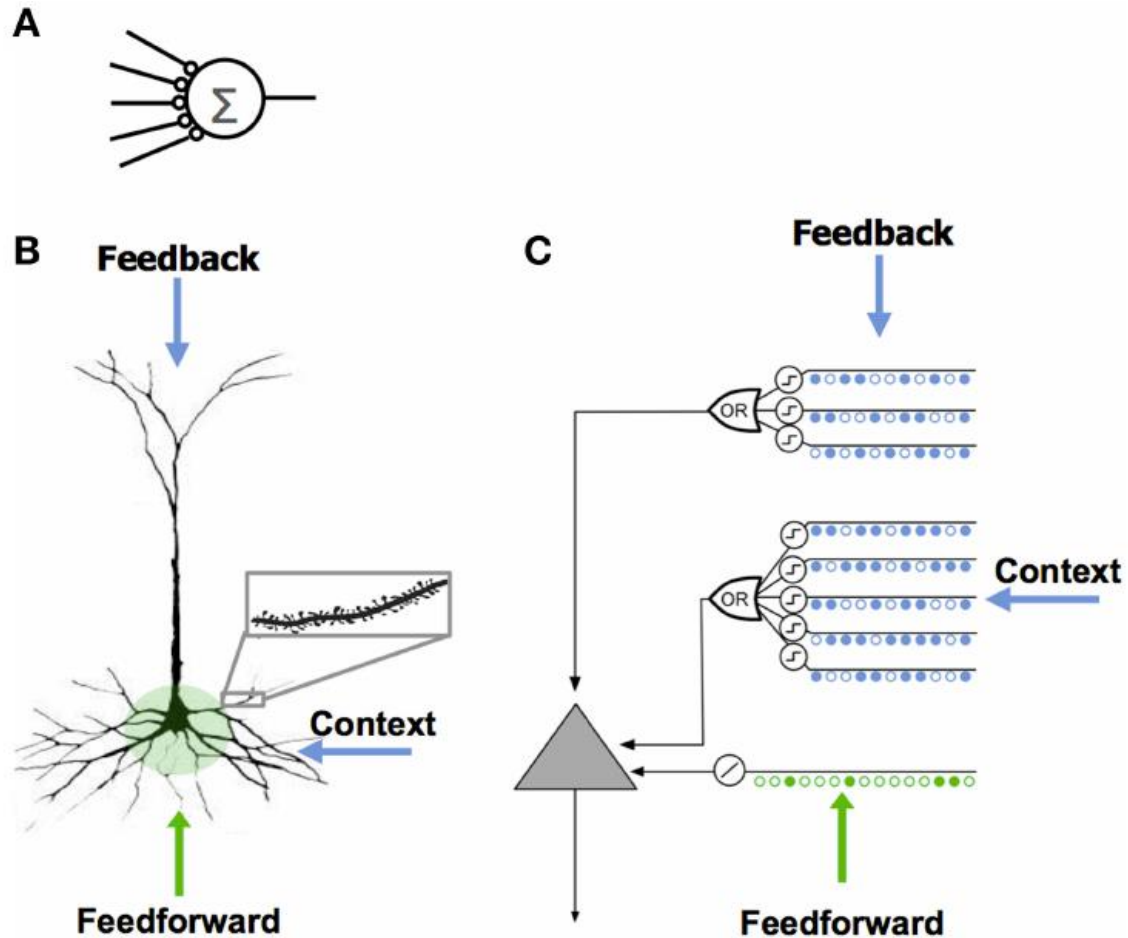 A
Σ
B
Feedback
Context
Feedforward
C
Feedback
OR
OR
Context
Feedforward